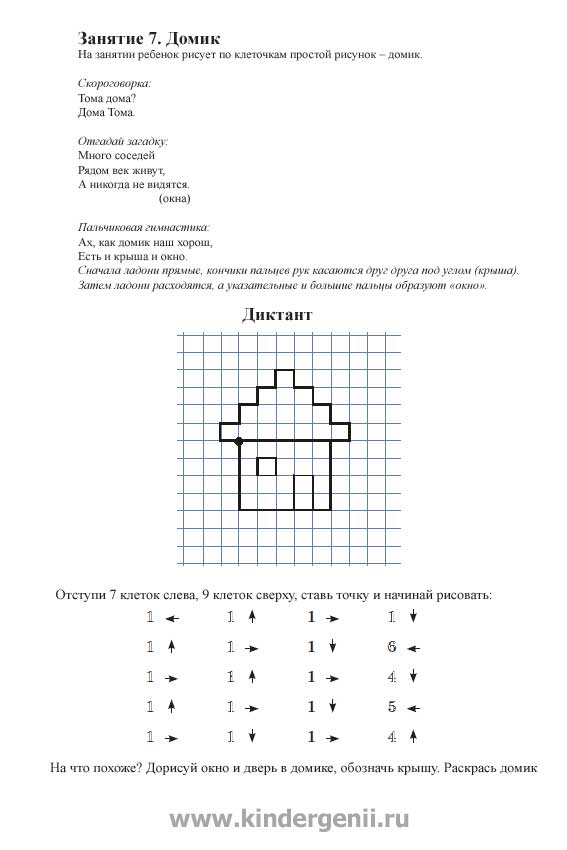 Занятие 7. Домик
На занятии ребенок рисует по клеточкам простой рисунок – домик.
Скороговорка:
Тома дома?
Дома Тома.
Отгадай загадку:
Много соседей
Рядом век живут,
А никогда не видятся.
(окна)
Пальчиковая гимнастика:
Ах, как домик наш хорош,
Есть и крыша и окно.
Сначала ладони прямые, кончики пальцев рук касаются друг друга под углом (крыша).
Затем ладони расходятся, а указательные и большие пальцы образуют «окно».
Диктант
Отступи 7 клеток слева, 9 клеток сверху, ставь точку и начинай рисовать:
1 ← 1 ↑ 1 → 1 ↓
1 ↑ 1 → 1 ↓ 6 ←
1 → 1 ↑ 1 → 4 ↓
1 ↑ 1 → 1 ↓ 5 ←
1 → 1 ↓ 1 → 4 ↑
На что похоже? Дорисуй окно и дверь в домике, обозначь крышу. Раскрась домик
www.kindergenii.ru